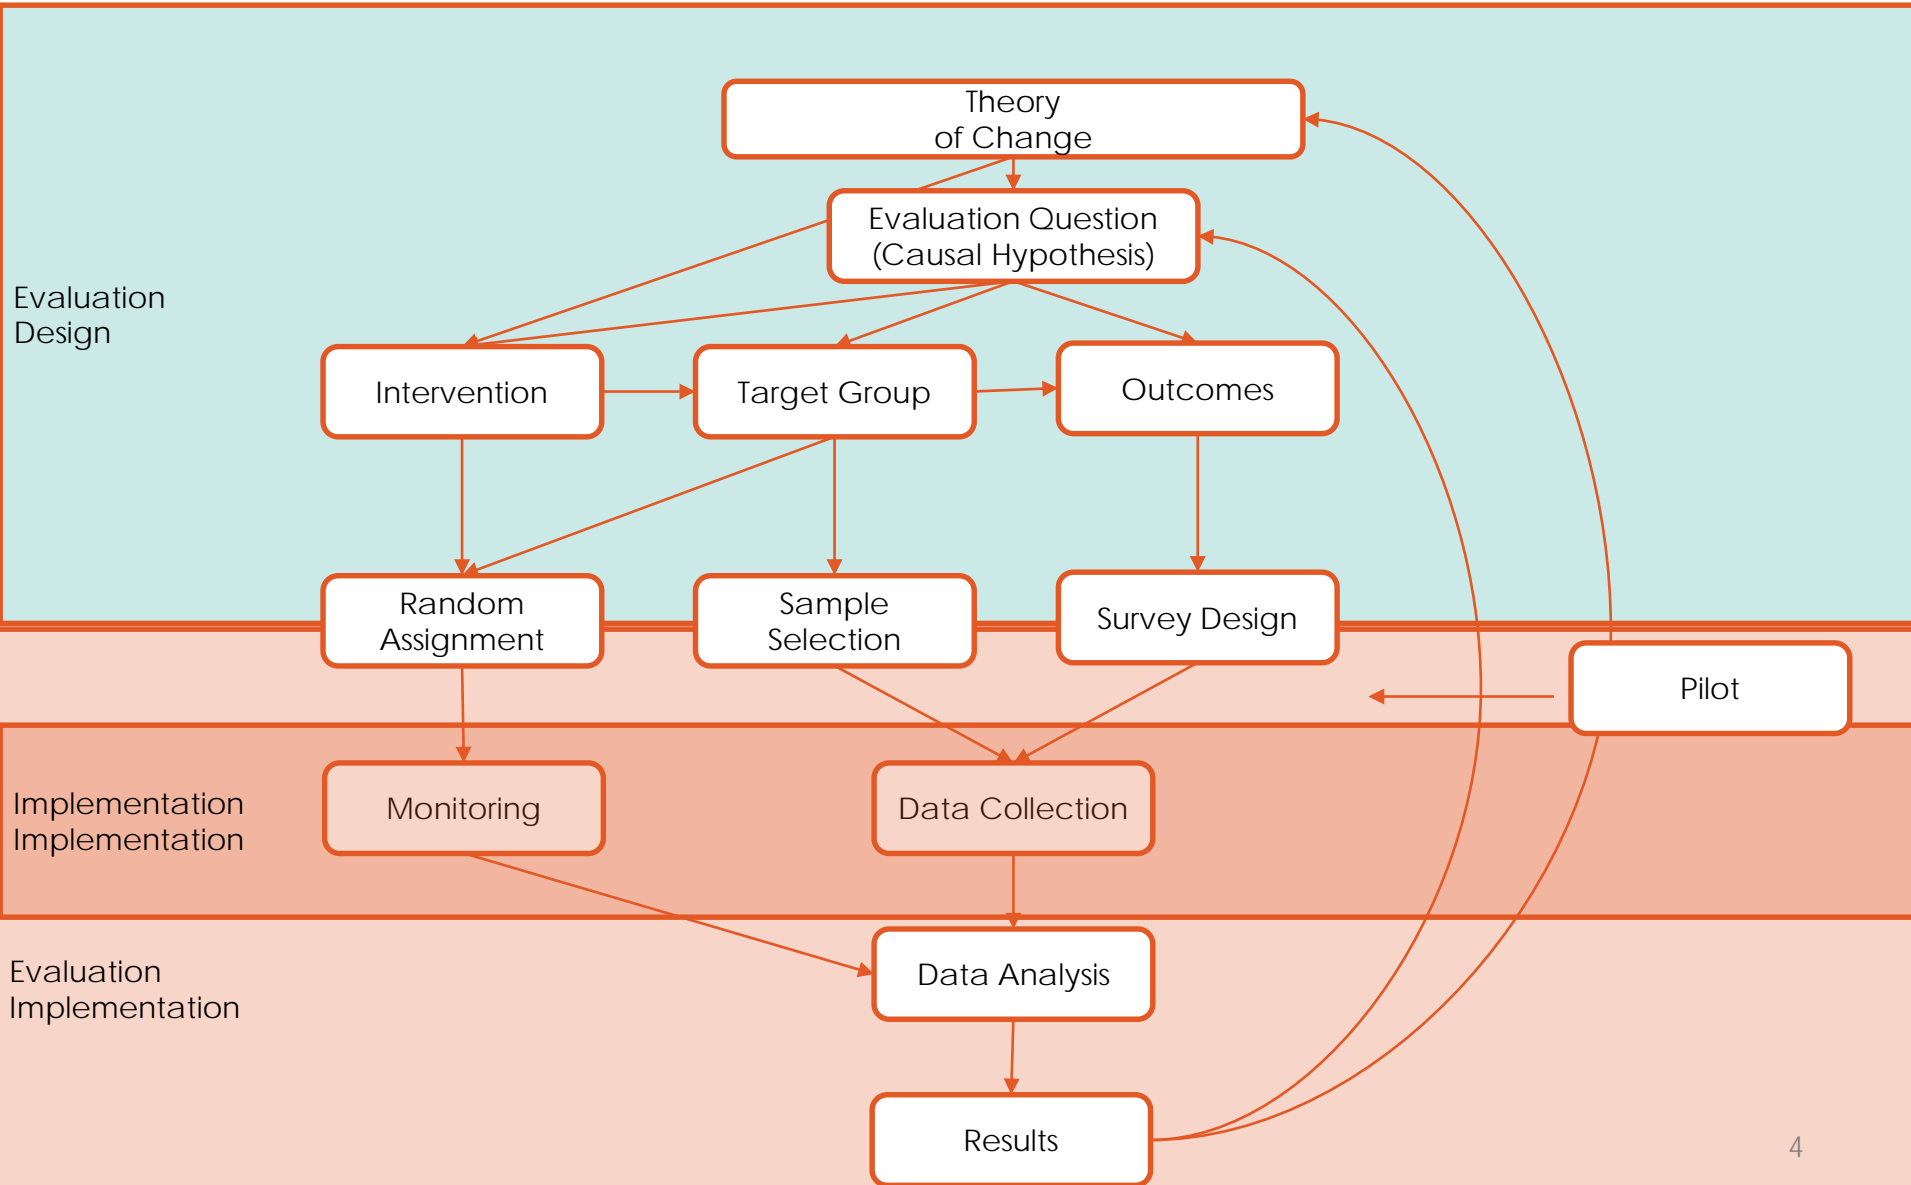 Theory
of Change
Evaluation Question
(Causal Hypothesis)
Evaluation
Design
Intervention
Target Group
Outcomes
Random
Assignment
Sample
Selection
Survey Design
Pilot
Implementation
Implementation
Monitoring
Data Collection
Evaluation
Implementation
Data Analysis
Results
4